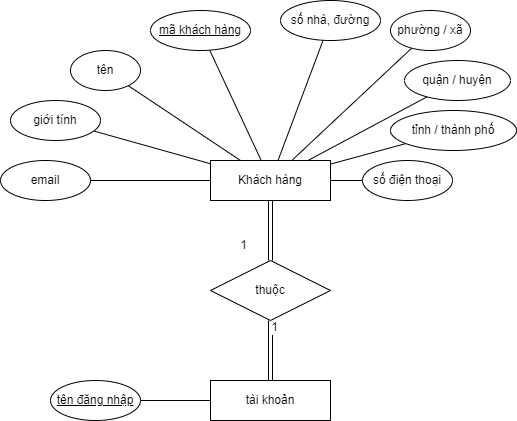 mã khách hàng
số nhà, đường
phường / xã
tên
quận / huyện
giới tính
tỉnh / thành phố
email
Khách hàng
số điện thoại
1
thuộc
1
tên đăng nhập
tài khoản